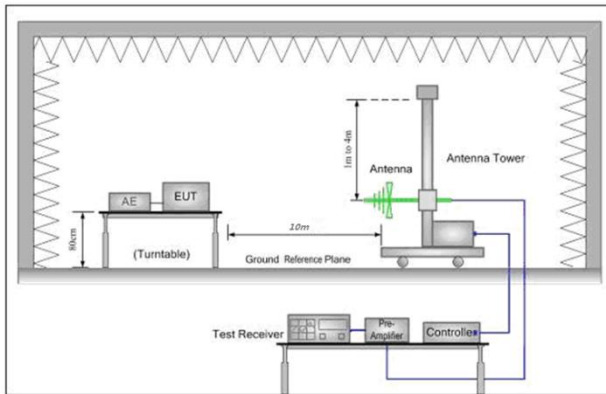 1m to 4m
Antenna
Antenna Tower
AE
EUT
80cm
(Turntable)
10m
Ground Reference Plane
Test Receiver
Pre-
Amplifier
Controller